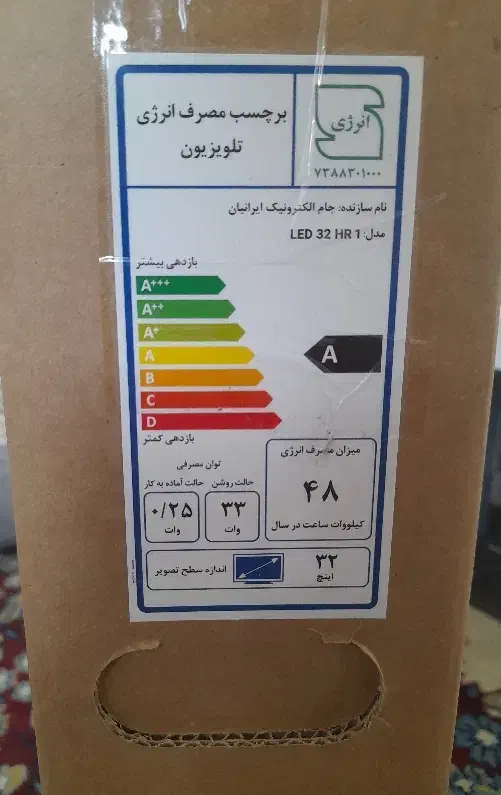 برچسب مصرف انرژی
تلویزیون
انرژی
۷۳۸۸۳۰۱۰۰۰
نام سازنده: جام الکترونیک ایرانیان
مدل: LED 32 HR 1
بازدهی بیشتر
A+++
A++
A+
A
A
B
C
D
بازدهی کمتر
میزان مصرف انرژی
۴۸
کیلووات ساعت در سال
توان مصرفی
حالت روشن
۳۳
وات
حالت آماده به کار
۰/۲۵
وات
۳۲
اینچ
اندازه سطح تصویر